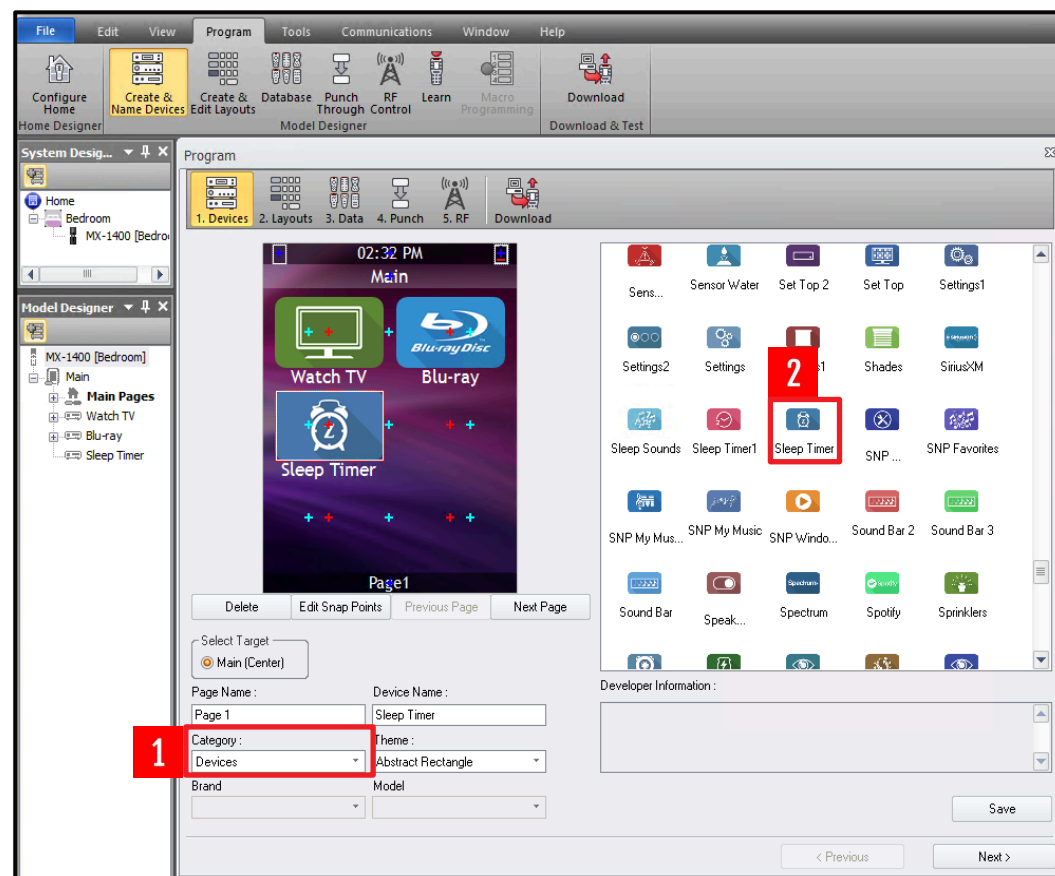 File Edit View Program Tools Communications Window Help
Configure Home
Create & Name Devices
Create & Edit Layouts
Database
Punch Through
RF Control
Learn
Macro Programming
Download
Home Designer
Model Designer
Download & Test
System Desig...
Home
Bedroom
MX-1400 [Bedro
Model Designer
MX-1400 [Bedroom]
Main
Main Pages
Watch TV
Blu-ray
Sleep Timer
Program
1. Devices 2. Layouts 3. Data 4. Punch 5. RF Download
02:32 PM
Main
Blu-ray Disc
Watch TV Blu-ray
Z
Sleep Timer
Page1
Delete Edit Snap Points Previous Page Next Page
Select Target
Main (Center)
Page Name : Device Name :
Page 1 Sleep Timer
1
Category : Theme :
Devices Abstract Rectangle
Brand Model
Sens... Sensor Water Set Top 2 Set Top Settings1
Settings2 Settings s1 Shades SiriusXM
2
Sleep Sounds Sleep Timer1 Sleep Timer SNP ... SNP Favorites
SNP My Mus... SNP My Music SNP Windo... Sound Bar 2 Sound Bar 3
Spectrum Spotify
Sound Bar Speak... Spectrum Spotify Sprinklers
Developer Information :
Save
< Previous Next >